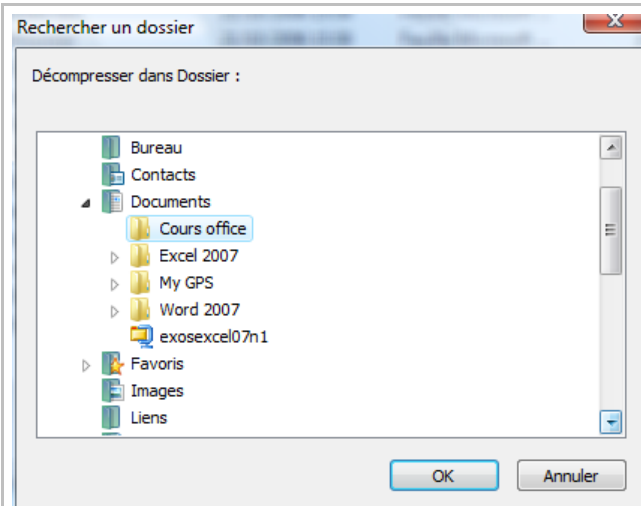 Rechercher un dossier
Décompresser dans Dossier :
Bureau
Contacts
Documents
Cours office
Excel 2007
My GPS
Word 2007
exosexcel07n1
Favoris
Images
Liens
OK Annuler